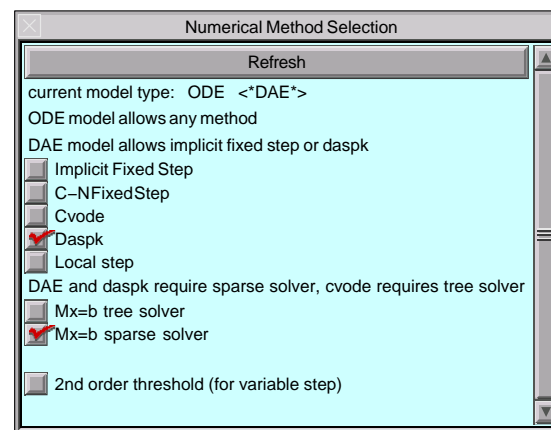 Numerical Method Selection
Refresh
current model type: ODE <*DAE*>
ODE model allows any method
DAE model allows implicit fixed step or daspk
Implicit Fixed Step
C−NFixedStep
Cvode
Daspk
Local step
DAE and daspk require sparse solver, cvode requires tree solver
Mx=b tree solver
Mx=b sparse solver
2nd order threshold (for variable step)